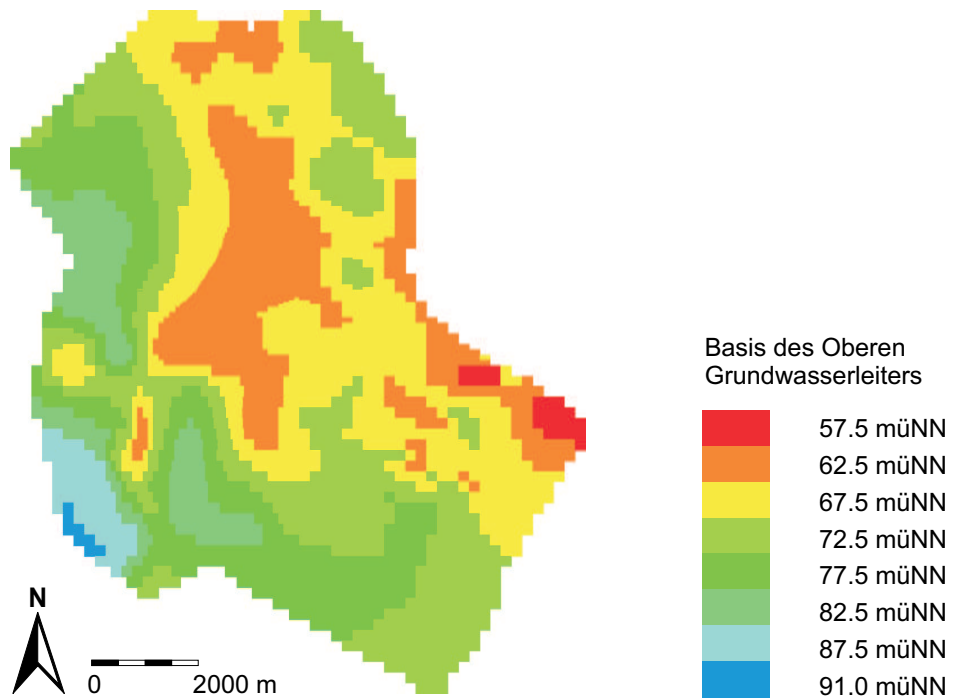 Basis des Oberen
Grundwasserleiters
57.5 müNN
62.5 müNN
67.5 müNN
72.5 müNN
77.5 müNN
82.5 müNN
87.5 müNN
91.0 müNN
N
0 2000 m